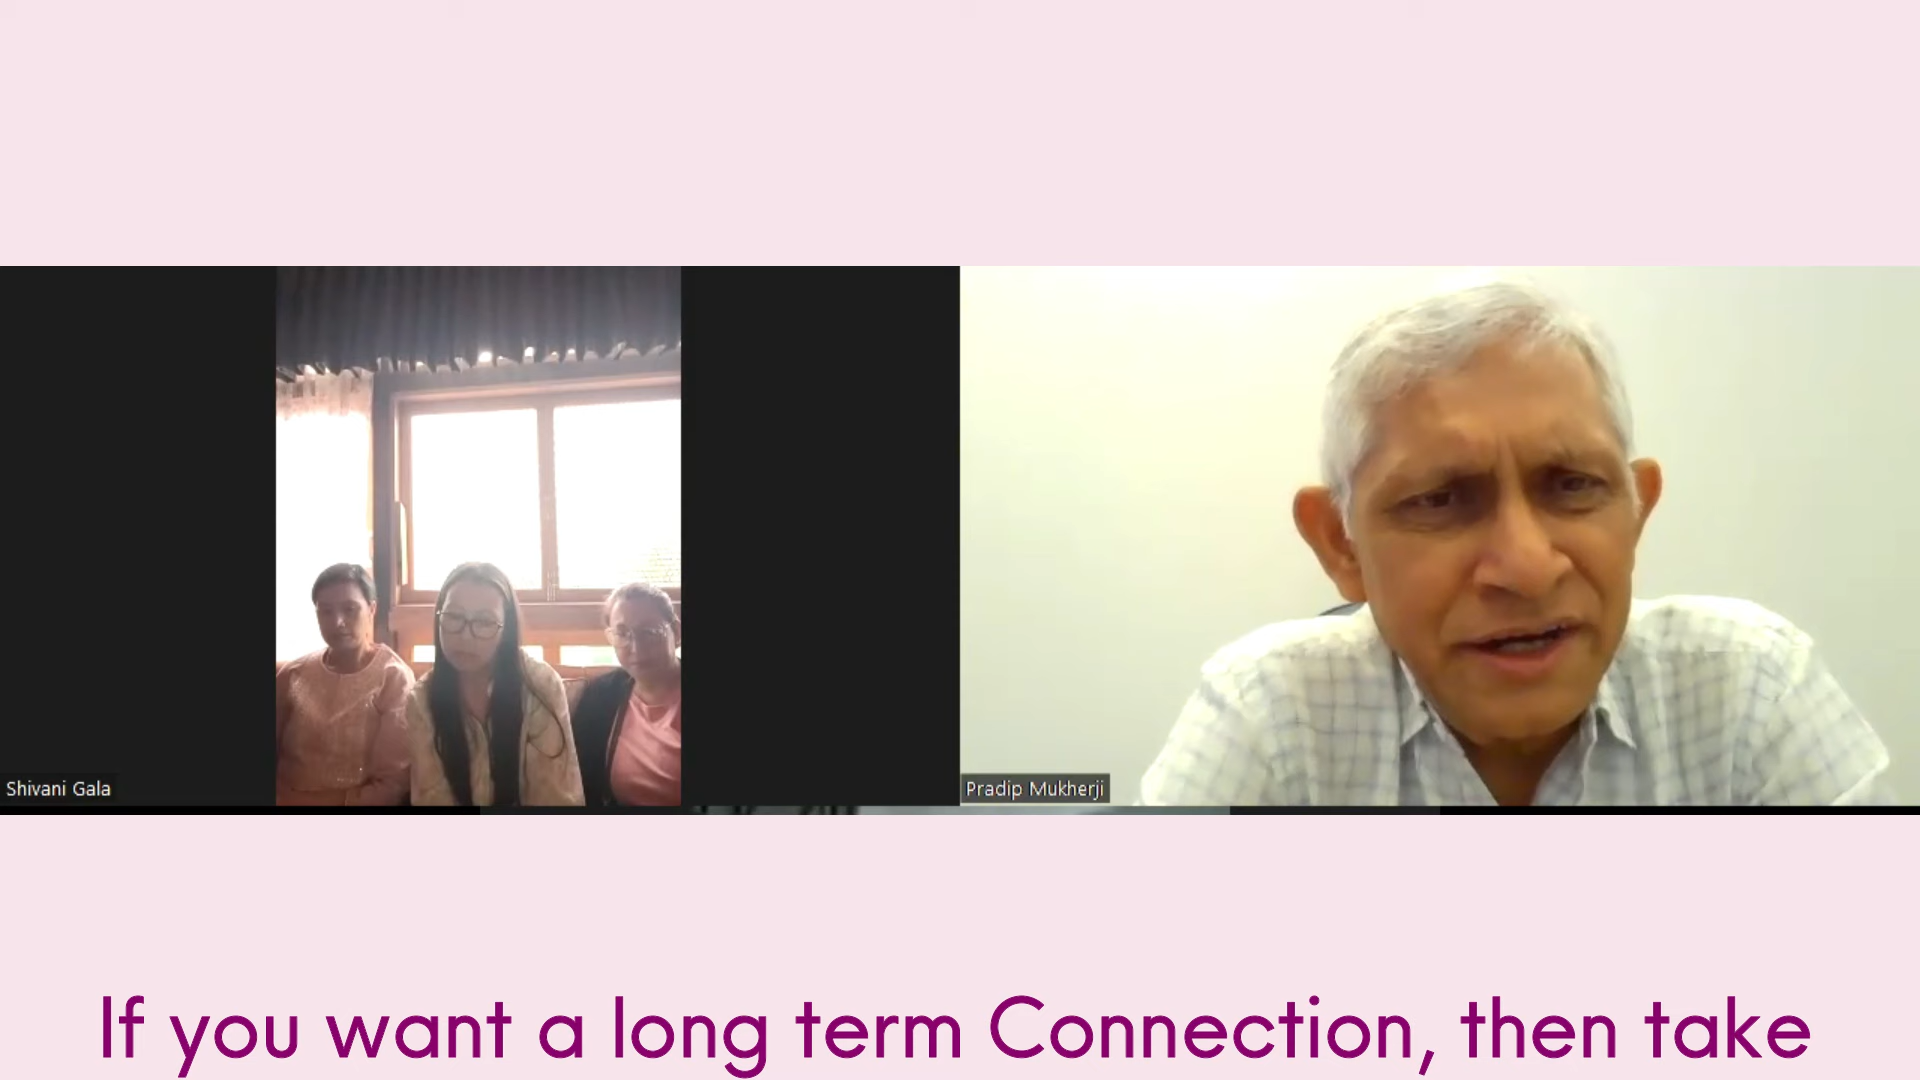 Shivani Gala
Pradip Mukherji
If you want a long term Connection, then take